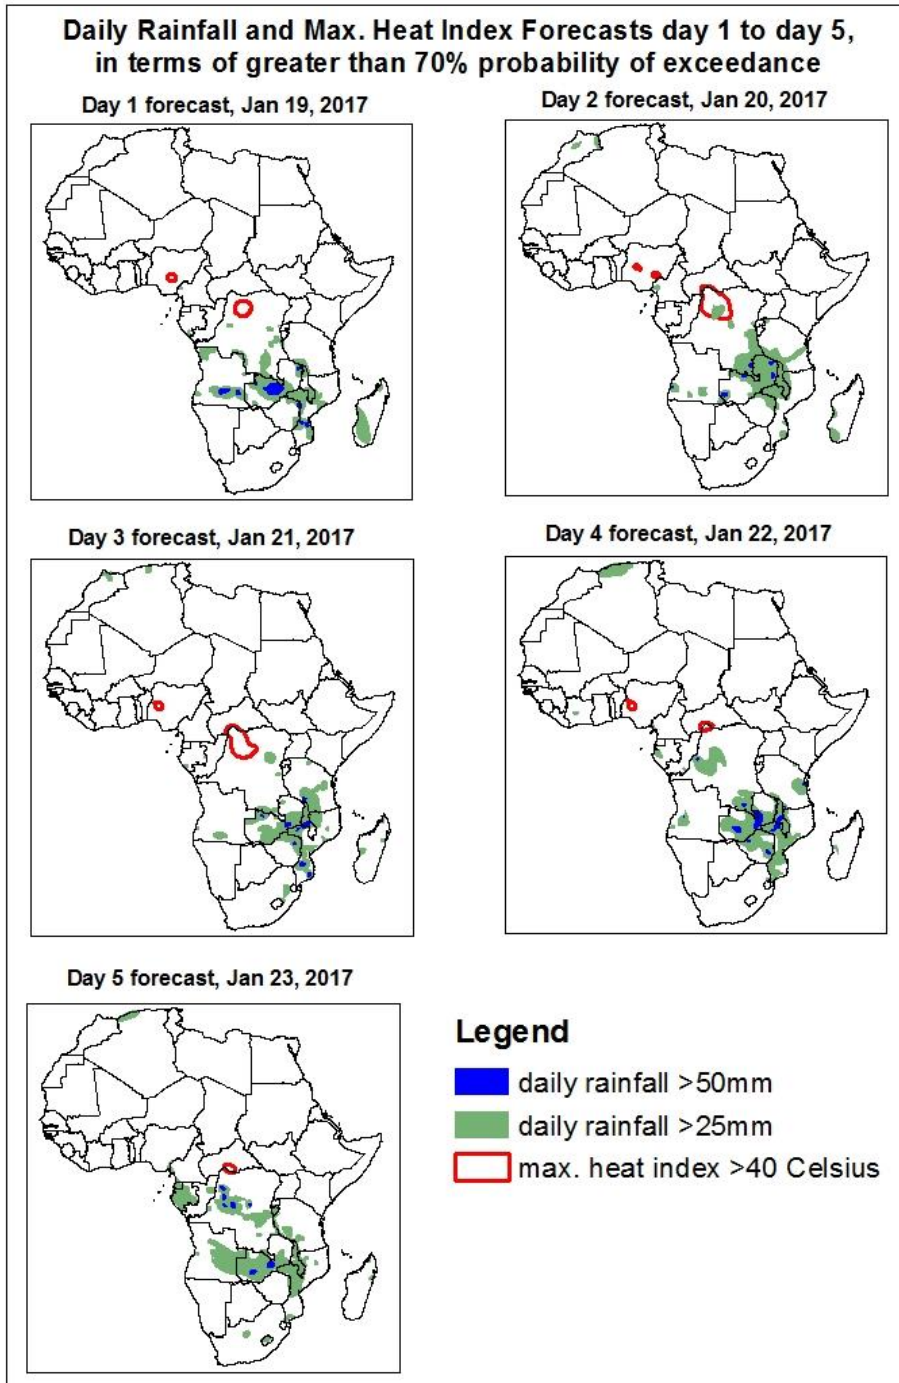 Daily Rainfall and Max. Heat Index Forecasts day 1 to day 5,
in terms of greater than 70% probability of exceedance
Day 1 forecast, Jan 19, 2017
Day 2 forecast, Jan 20, 2017
Day 3 forecast, Jan 21, 2017
Day 4 forecast, Jan 22, 2017
Day 5 forecast, Jan 23, 2017
Legend
daily rainfall >50mm
daily rainfall >25mm
max. heat index >40 Celsius